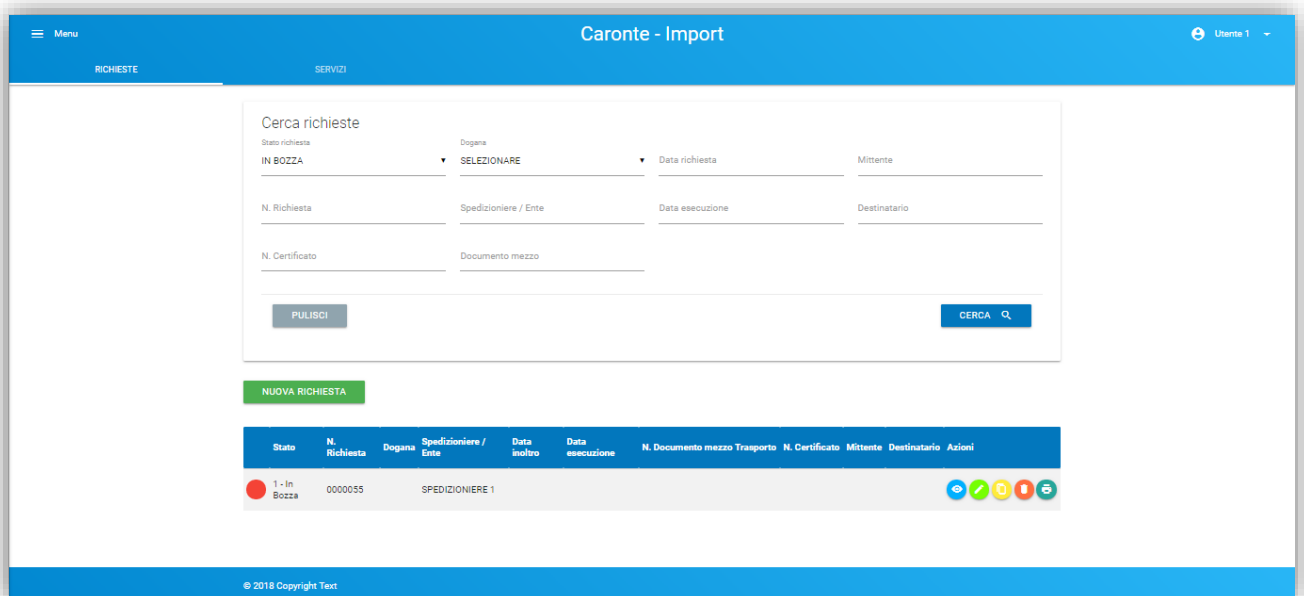 Menu
Caronte - Import
Utente 1
RICHIESTE
SERVIZI
Cerca richieste
Stato richiesta
Dogana
IN BOZZA
SELEZIONARE
Data richiesta
Mittente
N. Richiesta
Spedizioniere / Ente
Data esecuzione
Destinatario
N. Certificato
Documento mezzo
PULISCI
CERCA
NUOVA RICHIESTA
Stato
N. Richiesta
Dogana
Spedizioniere / Ente
Data inoltro
Data esecuzione
N. Documento mezzo Trasporto
N. Certificato
Mittente
Destinatario
Azioni
1 - In Bozza
0000055
SPEDIZIONIERE 1
© 2018 Copyright Text